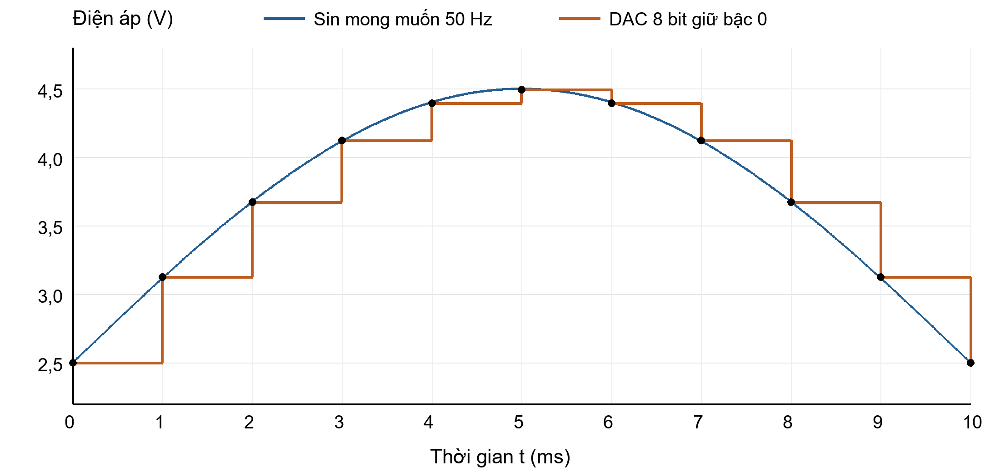 Điện áp (V)
Sin mong muốn 50 Hz
DAC 8 bit giữ bậc 0
4,5
4,0
3,5
3,0
2,5
0 1 2 3 4 5 6 7 8 9 10
Thời gian t (ms)